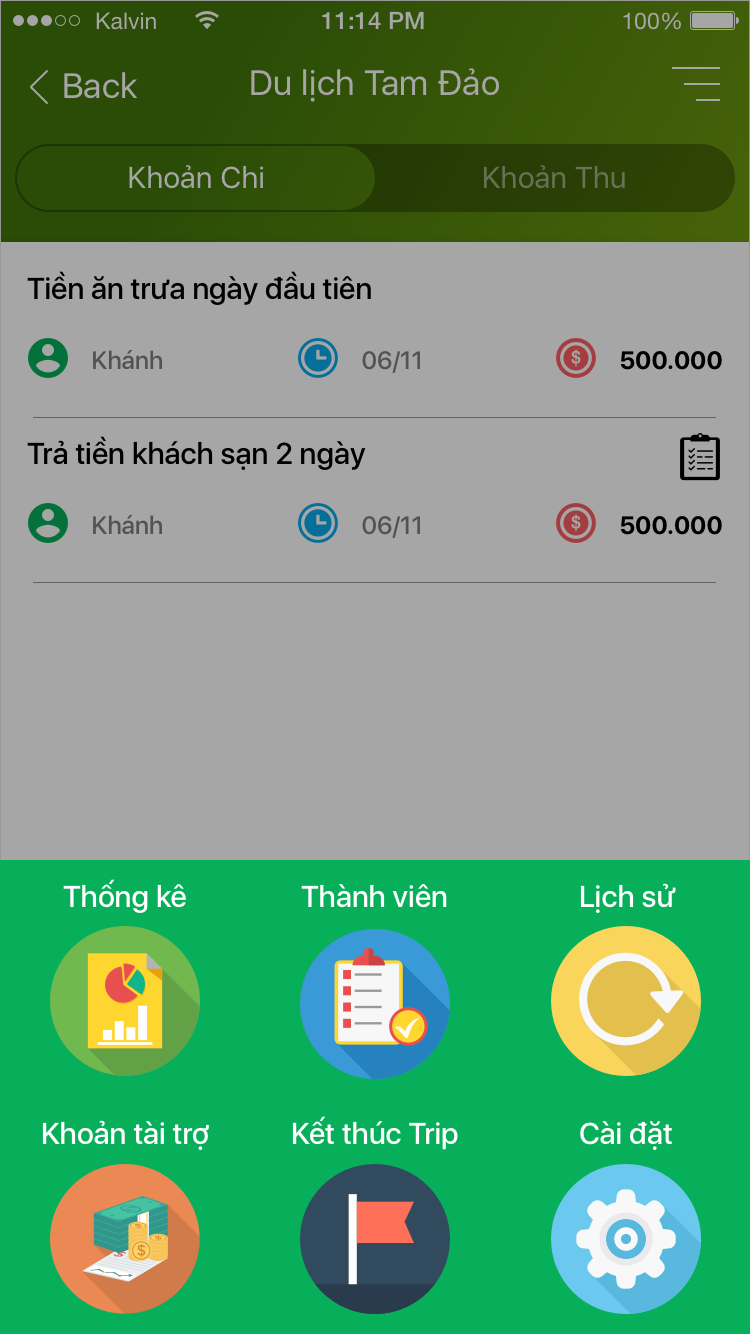 Kalvin 11:14 PM 100%
Back Du lịch Tam Đảo
Khoản Chi Khoản Thu
Tiền ăn trưa ngày đầu tiên
Khánh 06/11 $ 500.000
Trả tiền khách sạn 2 ngày
Khánh 06/11 $ 500.000
Thống kê Thành viên Lịch sử
Khoản tài trợ Kết thúc Trip Cài đặt
$ $